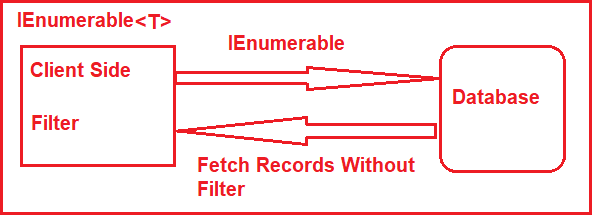 IEnumerable<T>
IEnumerable
Client Side
Filter
Database
Fetch Records Without
Filter